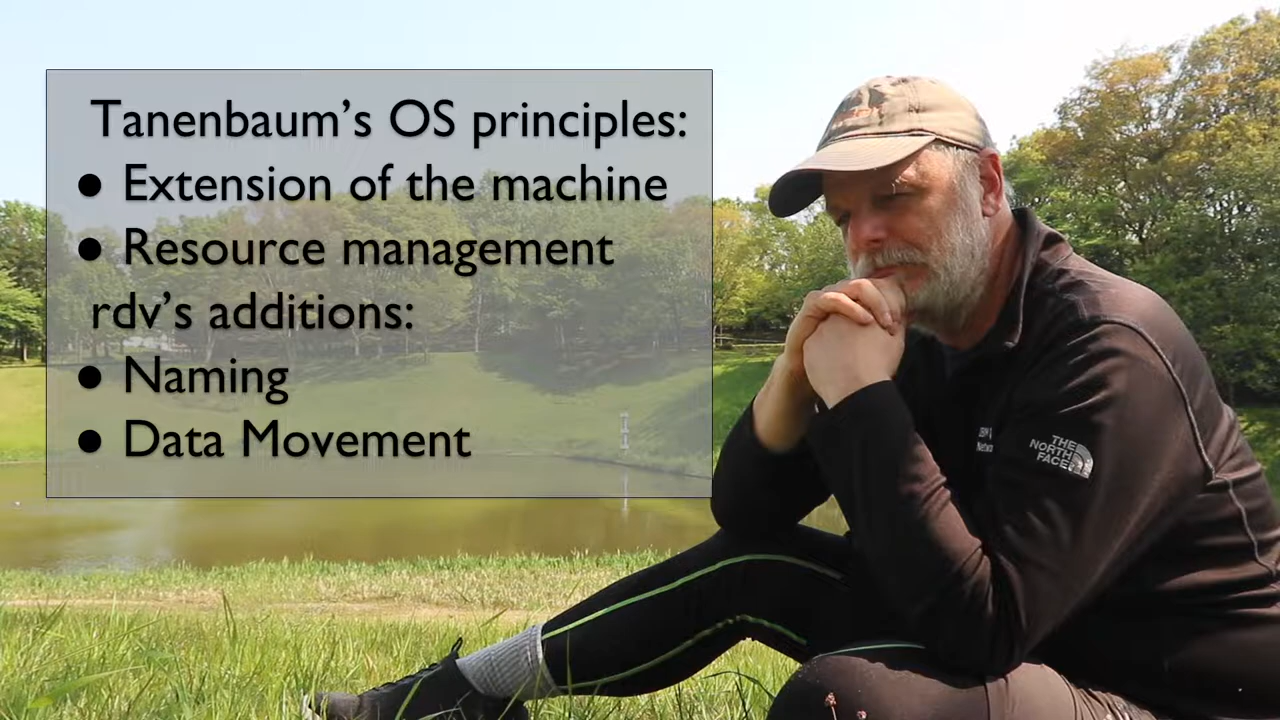 Tanenbaum’s OS principles:
● Extension of the machine
● Resource management
rdv’s additions:
● Naming
● Data Movement
THE
NORTH
FACE